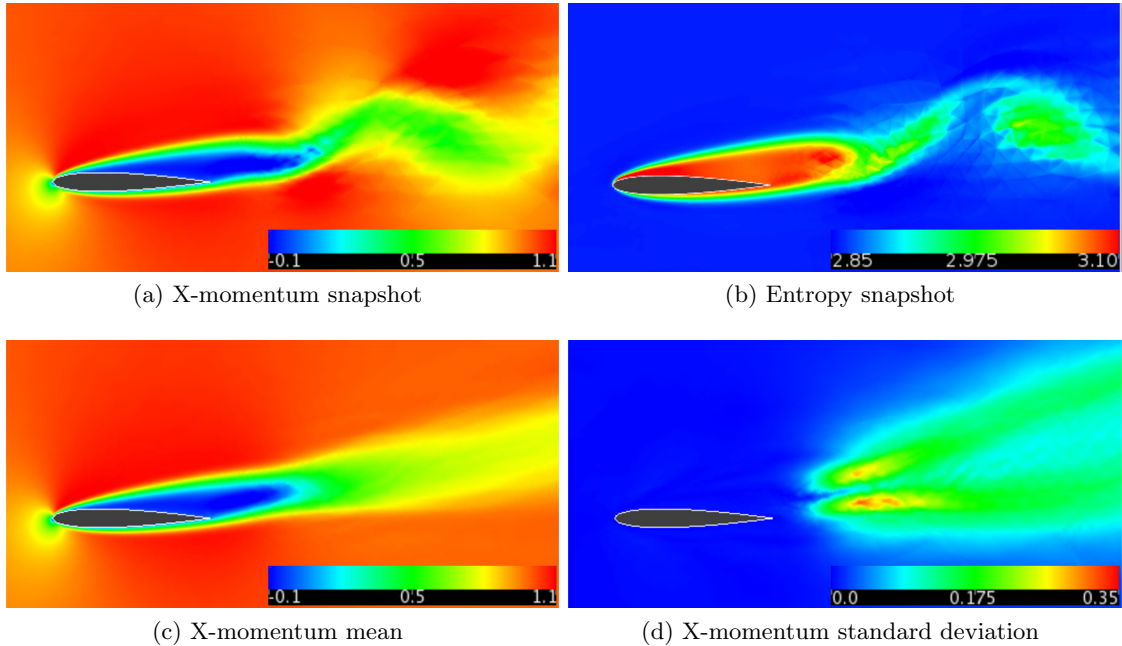 -0.1 0.5 1.1
2.85 2.975 3.10
(a) X-momentum snapshot
(b) Entropy snapshot
-0.1 0.5 1.1
0.0 0.175 0.35
(c) X-momentum mean
(d) X-momentum standard deviation